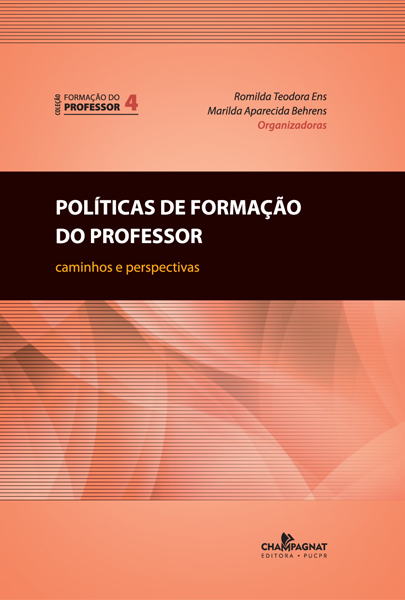 COLEÇÃO
FORMAÇÃO DO
PROFESSOR 4
Romilda Teodora Ens
Marilda Aparecida Behrens
Organizadoras
POLÍTICAS DE FORMAÇÃO
DO PROFESSOR
caminhos e perspectivas
CHAMPAGNAT
EDITORA • PUCPR